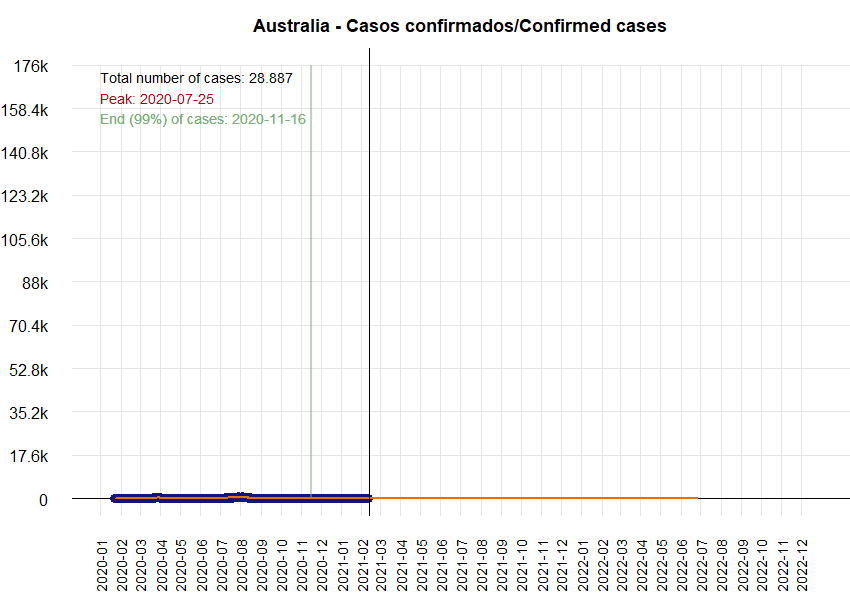 Australia - Casos confirmados/Confirmed cases
176k
Total number of cases: 28.887
Peak: 2020-07-25
158.4k
End (99%) of cases: 2020-11-16
140.8k
123.2k
105.6k
88k
70.4k
52.8k
35.2k
17.6k
0
2020-01
2020-02
2020-03
2020-04
2020-05
2020-06
2020-07
2020-08
2020-09
2020-10
2020-11
2020-12
2021-01
2021-02
2021-03
2021-04
2021-05
2021-06
2021-07
2021-08
2021-09
2021-10
2021-11
2021-12
2022-01
2022-02
2022-03
2022-04
2022-05
2022-06
2022-07
2022-08
2022-09
2022-10
2022-11
2022-12